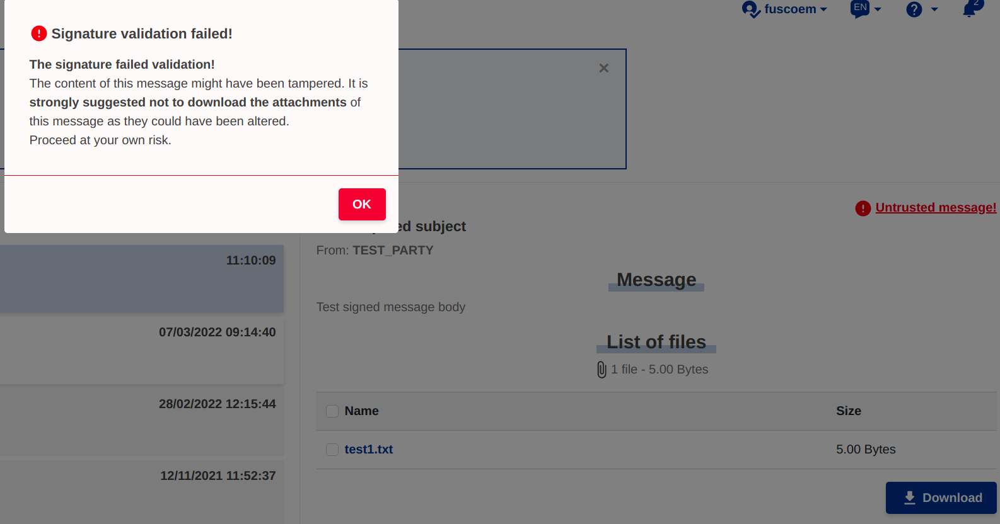 fuscoem
EN
2
Signature validation failed!
The signature failed validation!
The content of this message might have been tampered. It is
strongly suggested not to download the attachments of
this message as they could have been altered.
Proceed at your own risk.
OK
×
Untrusted message!
subject
From: TEST_PARTY
Message
Test signed message body
List of files
1 file - 5.00 Bytes
Name Size
test1.txt 5.00 Bytes
Download
11:10:09
07/03/2022 09:14:40
28/02/2022 12:15:44
12/11/2021 11:52:37